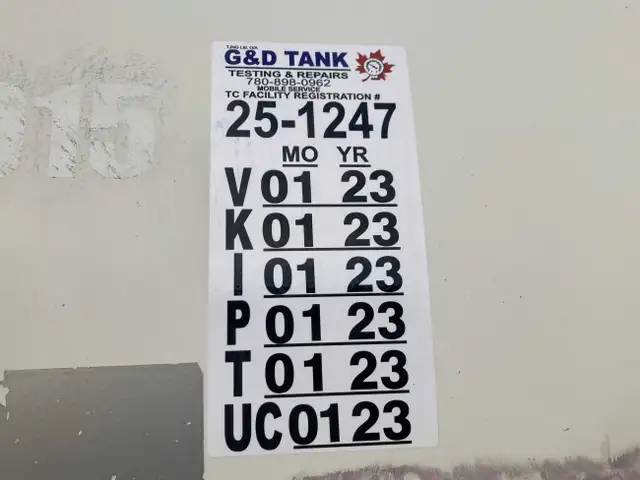 G&D TANK
TESTING & REPAIRS
780-898-0962
MOBILE SERVICE
TC FACILITY REGISTRATION #
25-1247
MO YR
V 01 23
K 01 23
I 01 23
P 01 23
T 01 23
UC 01 23
015